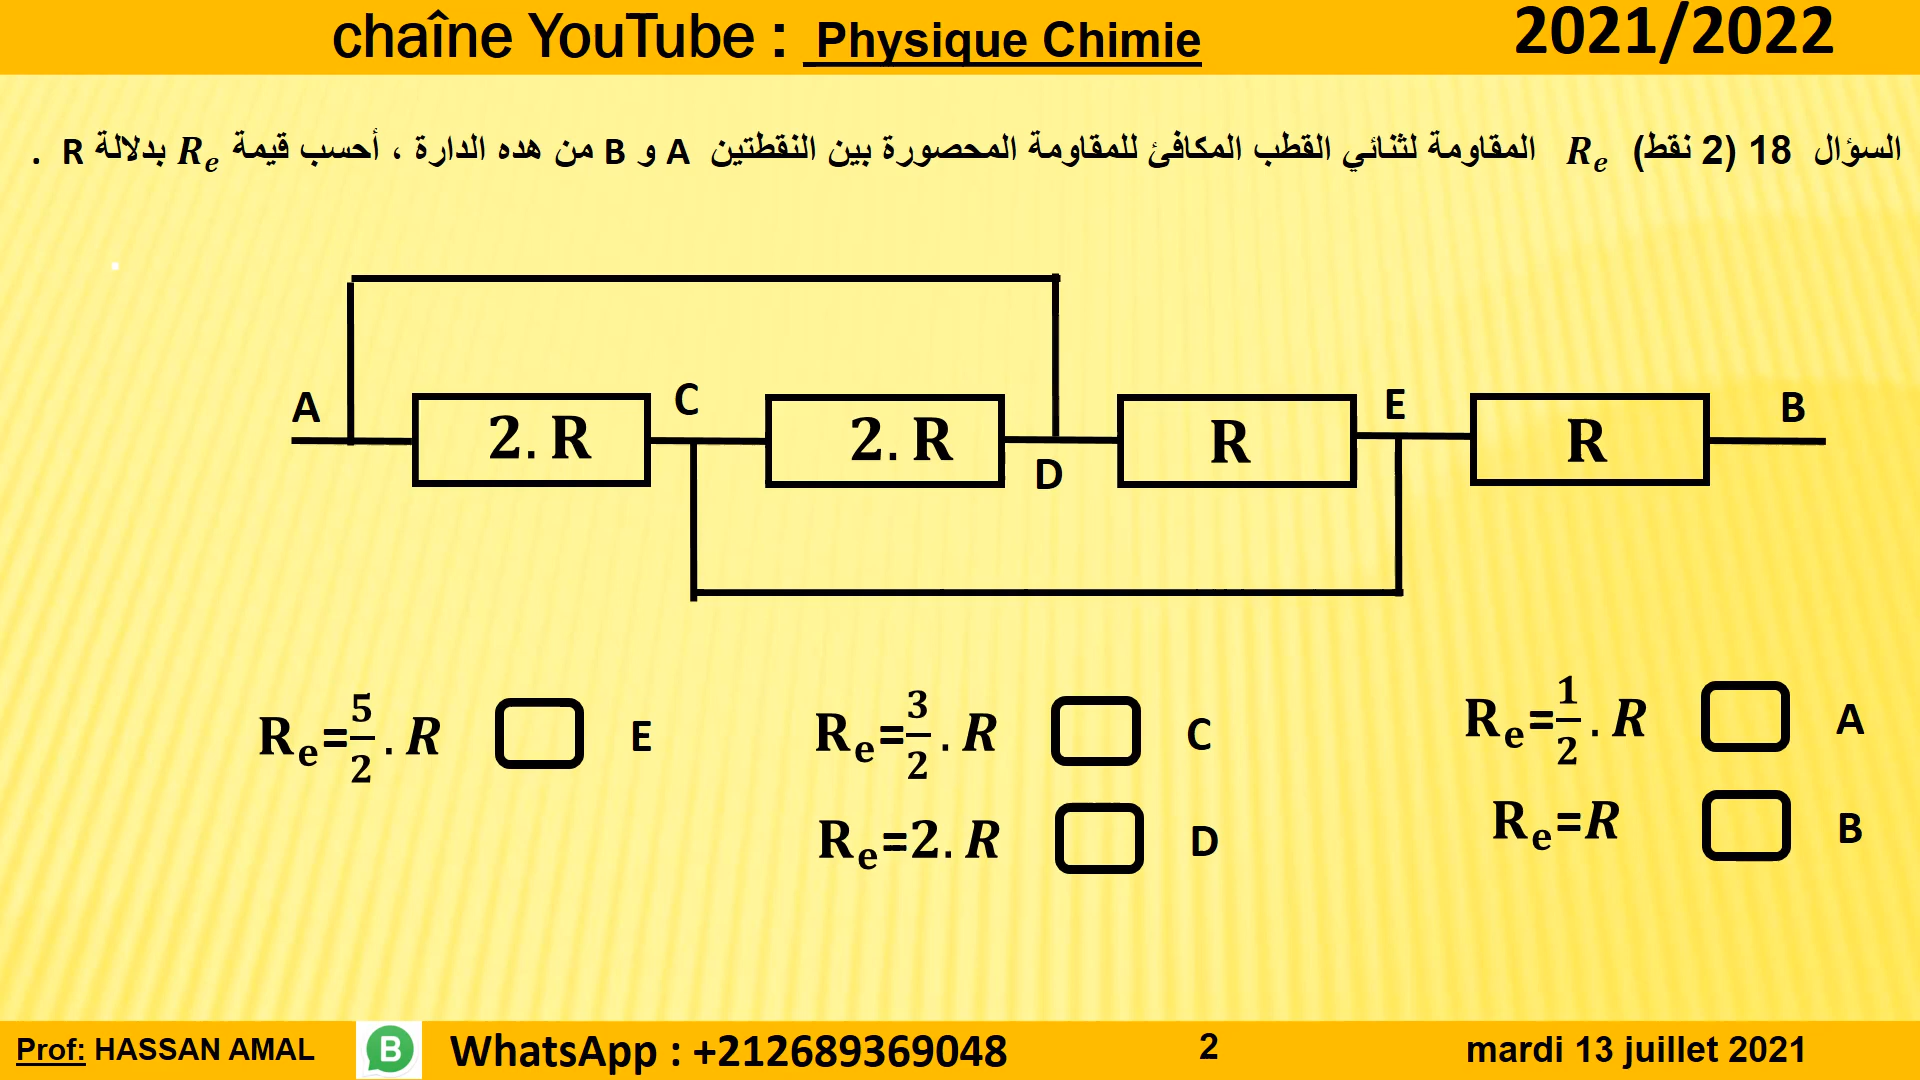 chaîne YouTube : Physique Chimie 2021/2022
السؤال 18 (2 نقط) Re المقاومة لثنائي القطب المكافئ للمقاومة المحصورة بين النقطتين A و B من هده الدارة ، أحسب قيمة Re بدلالة R .
A 2.R C 2.R D R E R B
Re=5/2.R E Re=3/2.R C Re=1/2.R A
Re=2.R D Re=R B
Prof: HASSAN AMAL B WhatsApp : +212689369048 2 mardi 13 juillet 2021